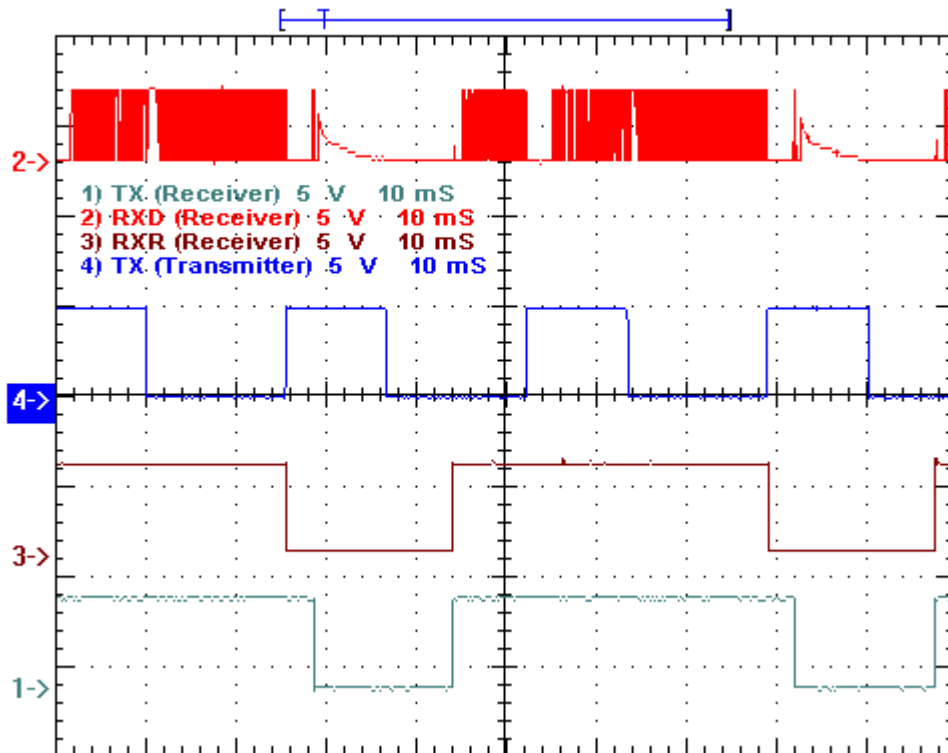 2->
1) TX (Receiver) 5 V 10 mS
2) RXD (Receiver) 5 V 10 mS
3) RXR (Receiver) 5 V 10 mS
4) TX (Transmitter) 5 V 10 mS
4->
3->
1->